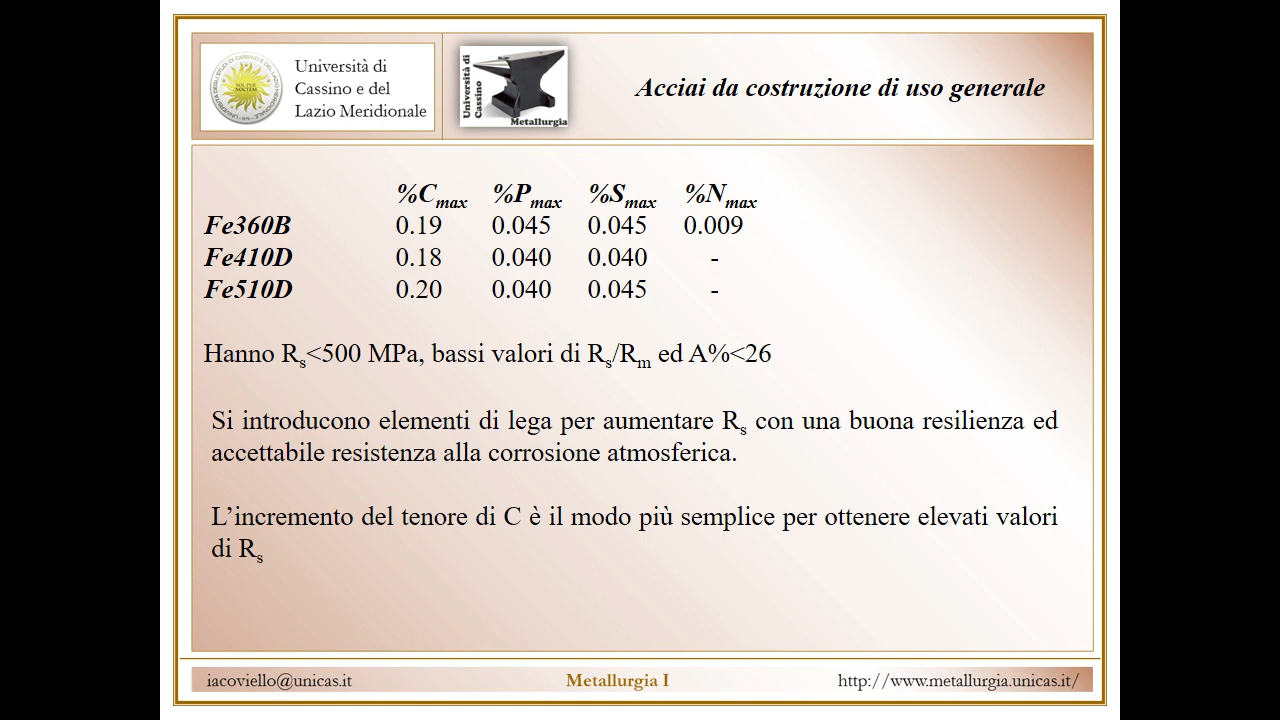 Università di
Cassino e del
Lazio Meridionale
Università di
Cassino
Metallurgia
Acciai da costruzione di uso generale
%Cmax %Pmax %Smax %Nmax
Fe360B 0.19 0.045 0.045 0.009
Fe410D 0.18 0.040 0.040 -
Fe510D 0.20 0.040 0.045 -
Hanno Rs<500 MPa, bassi valori di Rs/Rm ed A%<26
Si introducono elementi di lega per aumentare Rs con una buona resilienza ed
accettabile resistenza alla corrosione atmosferica.
L’incremento del tenore di C è il modo più semplice per ottenere elevati valori
di Rs
iacoviello@unicas.it Metallurgia I http://www.metallurgia.unicas.it/